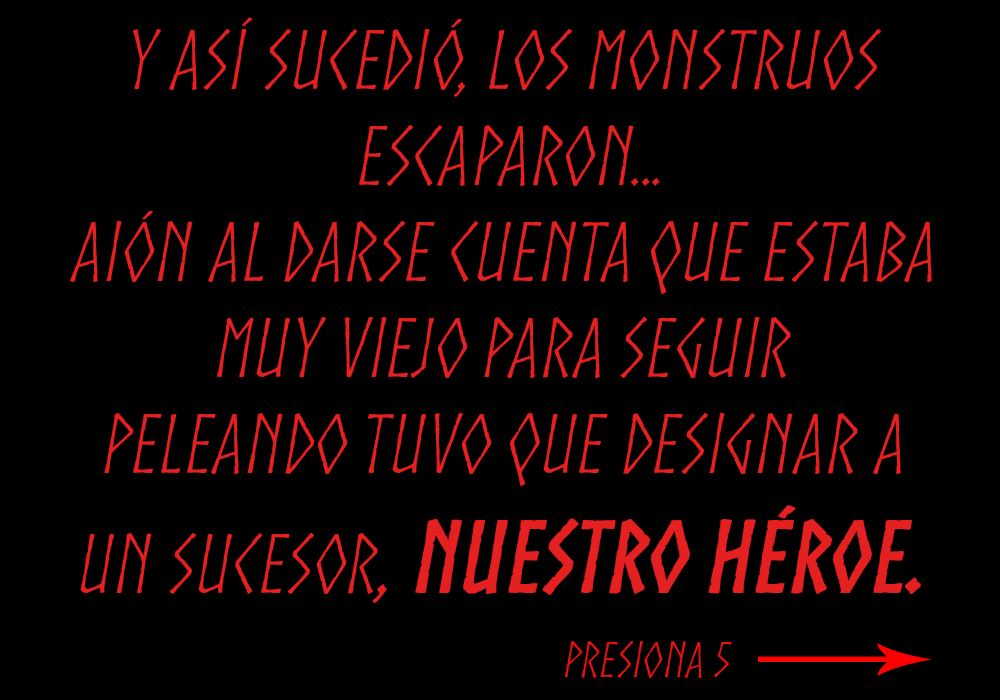 Y ASÍ SUCEDIÓ, LOS MONSTRUOS
ESCAPARON...
AIÓN AL DARSE CUENTA QUE ESTABA
MUY VIEJO PARA SEGUIR
PELEANDO TUVO QUE DESIGNAR A
UN SUCESOR, NUESTRO HÉROE.
PRESIONA 5